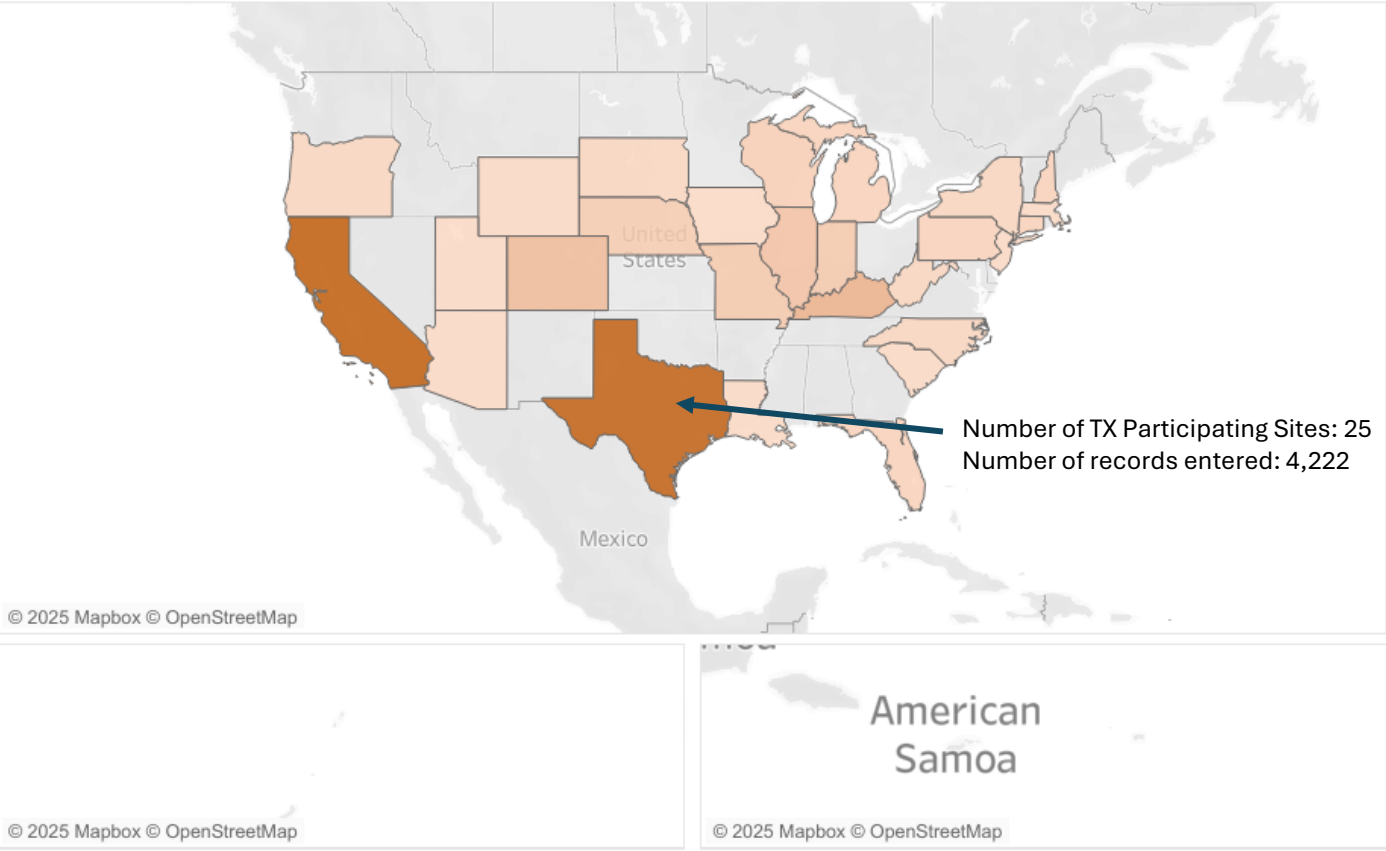 United
States
Number of TX Participating Sites: 25
Number of records entered: 4,222
Mexico
© 2025 Mapbox © OpenStreetMap
American
Samoa
© 2025 Mapbox © OpenStreetMap
© 2025 Mapbox © OpenStreetMap